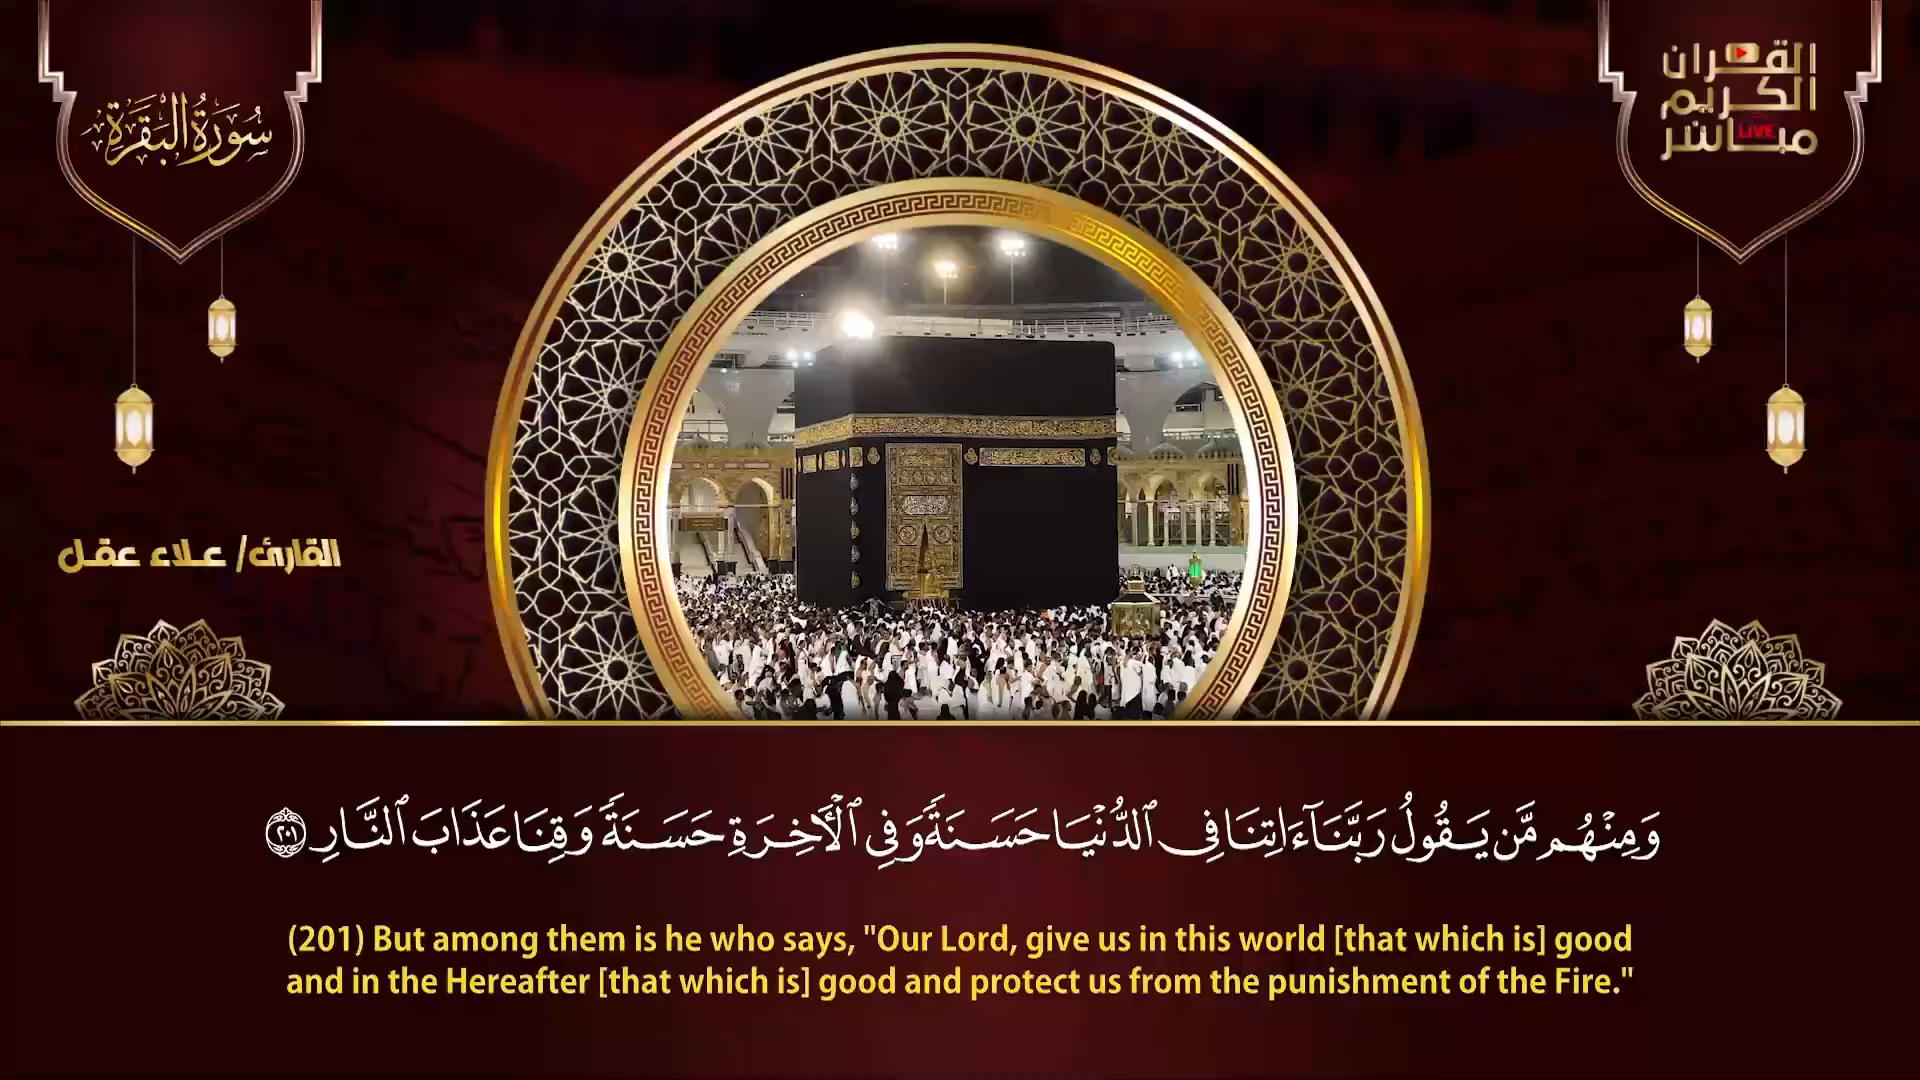 سُورَةُ البَقَرَةِ
القرآن
الكريم
مباشر
LIVE
القارئ/ علاء عقل
وَمِنْهُم مَّن يَقُولُ رَبَّنَآ ءَاتِنَا فِى ٱلدُّنْيَا حَسَنَةً وَفِى ٱلْأَخِرَةِ حَسَنَةً وَقِنَا عَذَابَ ٱلنَّارِ ٢٠١
(201) But among them is he who says, "Our Lord, give us in this world [that which is] good
and in the Hereafter [that which is] good and protect us from the punishment of the Fire."